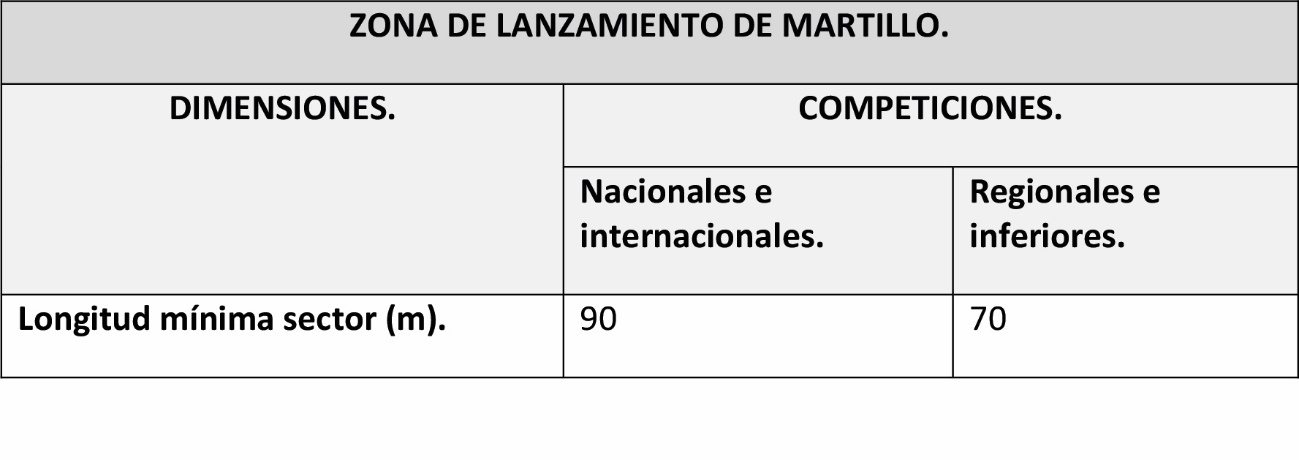 ZONA DE LANZAMIENTO DE MARTILLO.
DIMENSIONES.
COMPETICIONES.
Nacionales e
internacionales.
Regionales e
inferiores.
Longitud mínima sector (m).
90
70